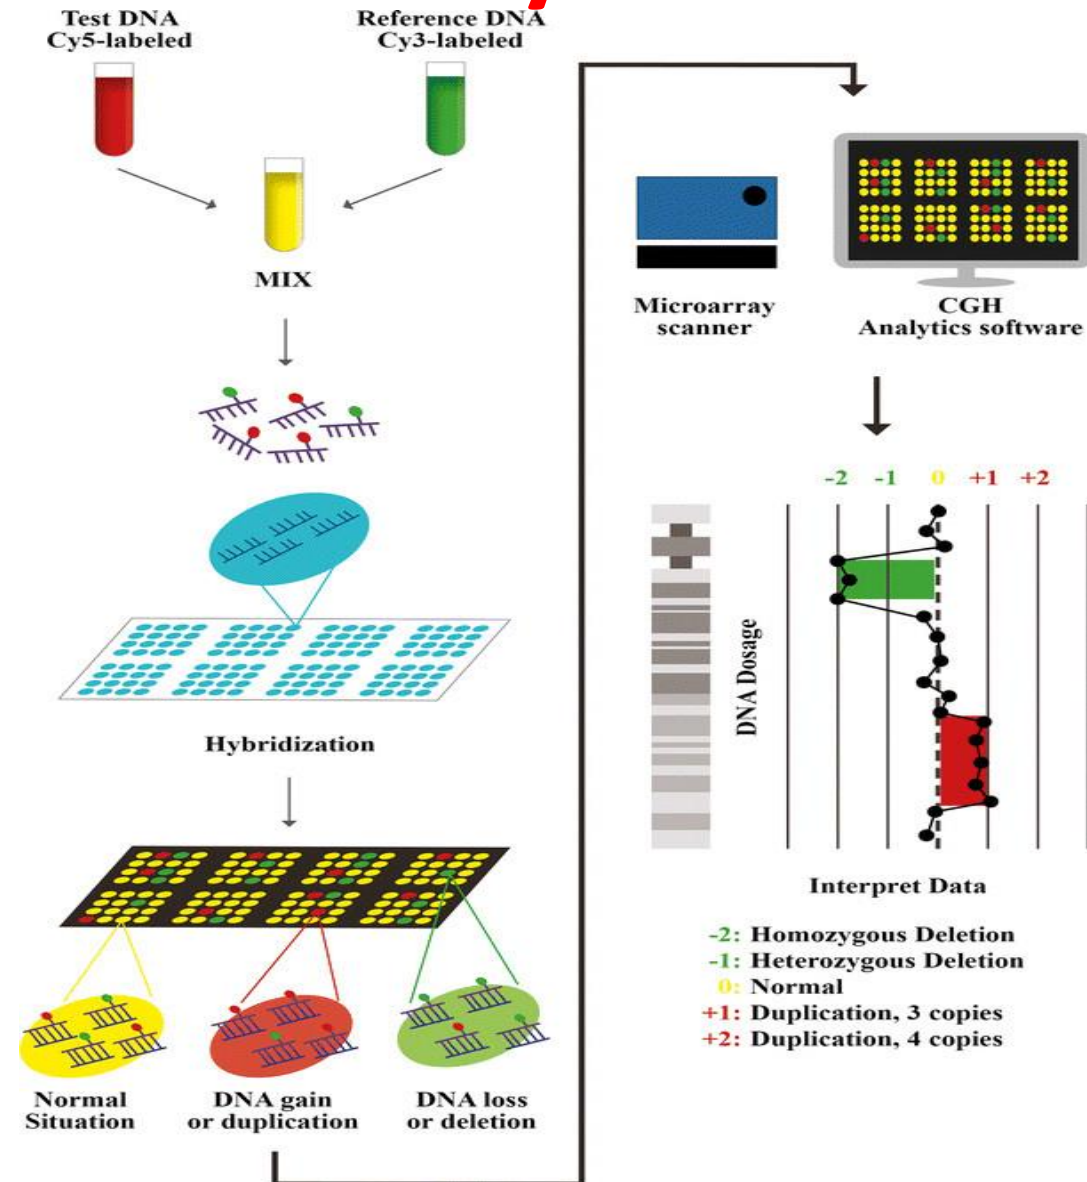 Test DNA
Cy5-labeled
Reference DNA
Cy3-labeled
MIX
Hybridization
Normal
Situation
DNA gain
or duplication
DNA loss
or deletion
Microarray
scanner
CGH
Analytics software
-2 -1 0 +1 +2
DNA Dosage
Interpret Data
-2: Homozygous Deletion
-1: Heterozygous Deletion
0: Normal
+1: Duplication, 3 copies
+2: Duplication, 4 copies